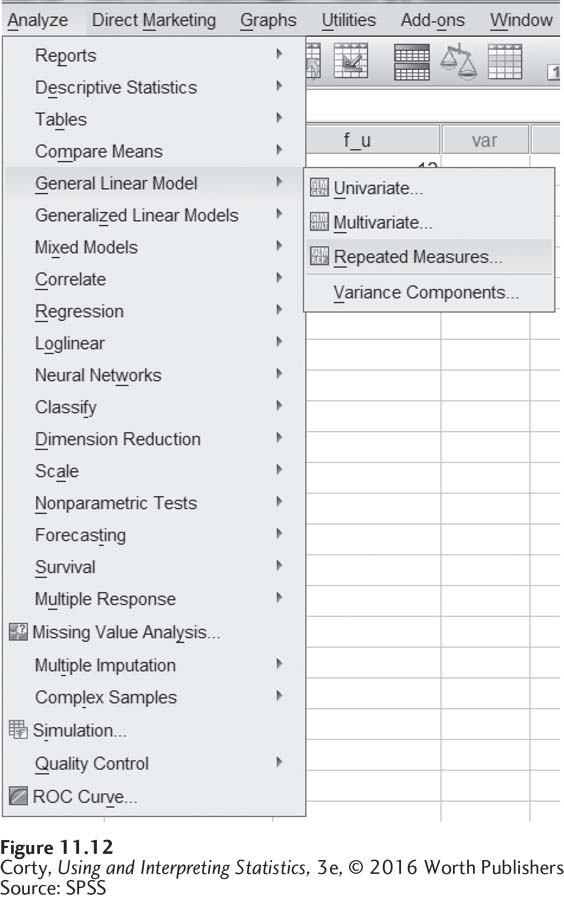 Analyze Direct Marketing Graphs Utilities Add-ons Window
Reports
Descriptive Statistics
Tables
Compare Means
General Linear Model
Generalized Linear Models
Mixed Models
Correlate
Regression
Loglinear
Neural Networks
Classify
Dimension Reduction
Scale
Nonparametric Tests
Forecasting
Survival
Multiple Response
Missing Value Analysis...
Multiple Imputation
Complex Samples
Simulation...
Quality Control
ROC Curve...
f_u var
Univariate...
Multivariate...
Repeated Measures...
Variance Components...
Figure 11.12
Corty, Using and Interpreting Statistics, 3e, © 2016 Worth Publishers
Source: SPSS